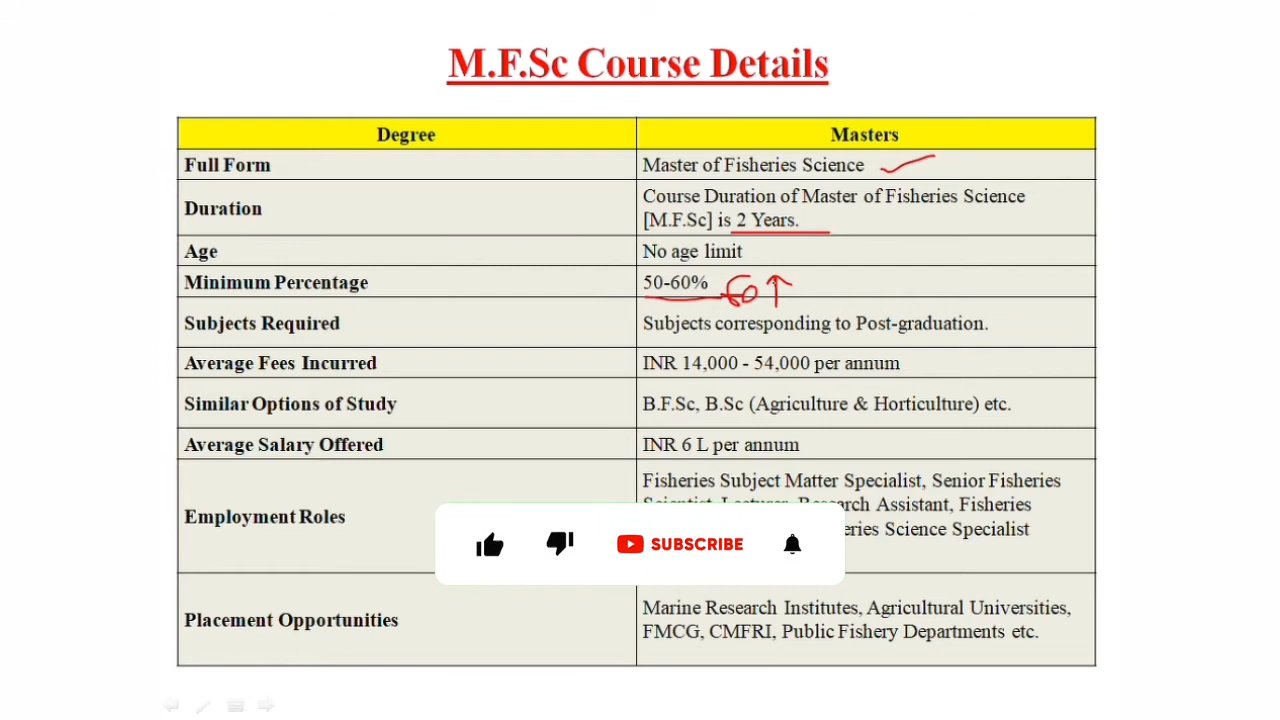 M.F.Sc Course Details
Degree Masters
Full Form Master of Fisheries Science
Duration Course Duration of Master of Fisheries Science
[M.F.Sc] is 2 Years.
Age No age limit
Minimum Percentage 50-60% 60
Subjects Required Subjects corresponding to Post-graduation.
Average Fees Incurred INR 14,000 - 54,000 per annum
Similar Options of Study B.F.Sc, B.Sc (Agriculture & Horticulture) etc.
Average Salary Offered INR 6 L per annum
Employment Roles Fisheries Subject Matter Specialist, Senior Fisheries
Scientist, Lecturer, Research Assistant, Fisheries
Science Specialist
SUBSCRIBE
Placement Opportunities Marine Research Institutes, Agricultural Universities,
FMCG, CMFRI, Public Fishery Departments etc.